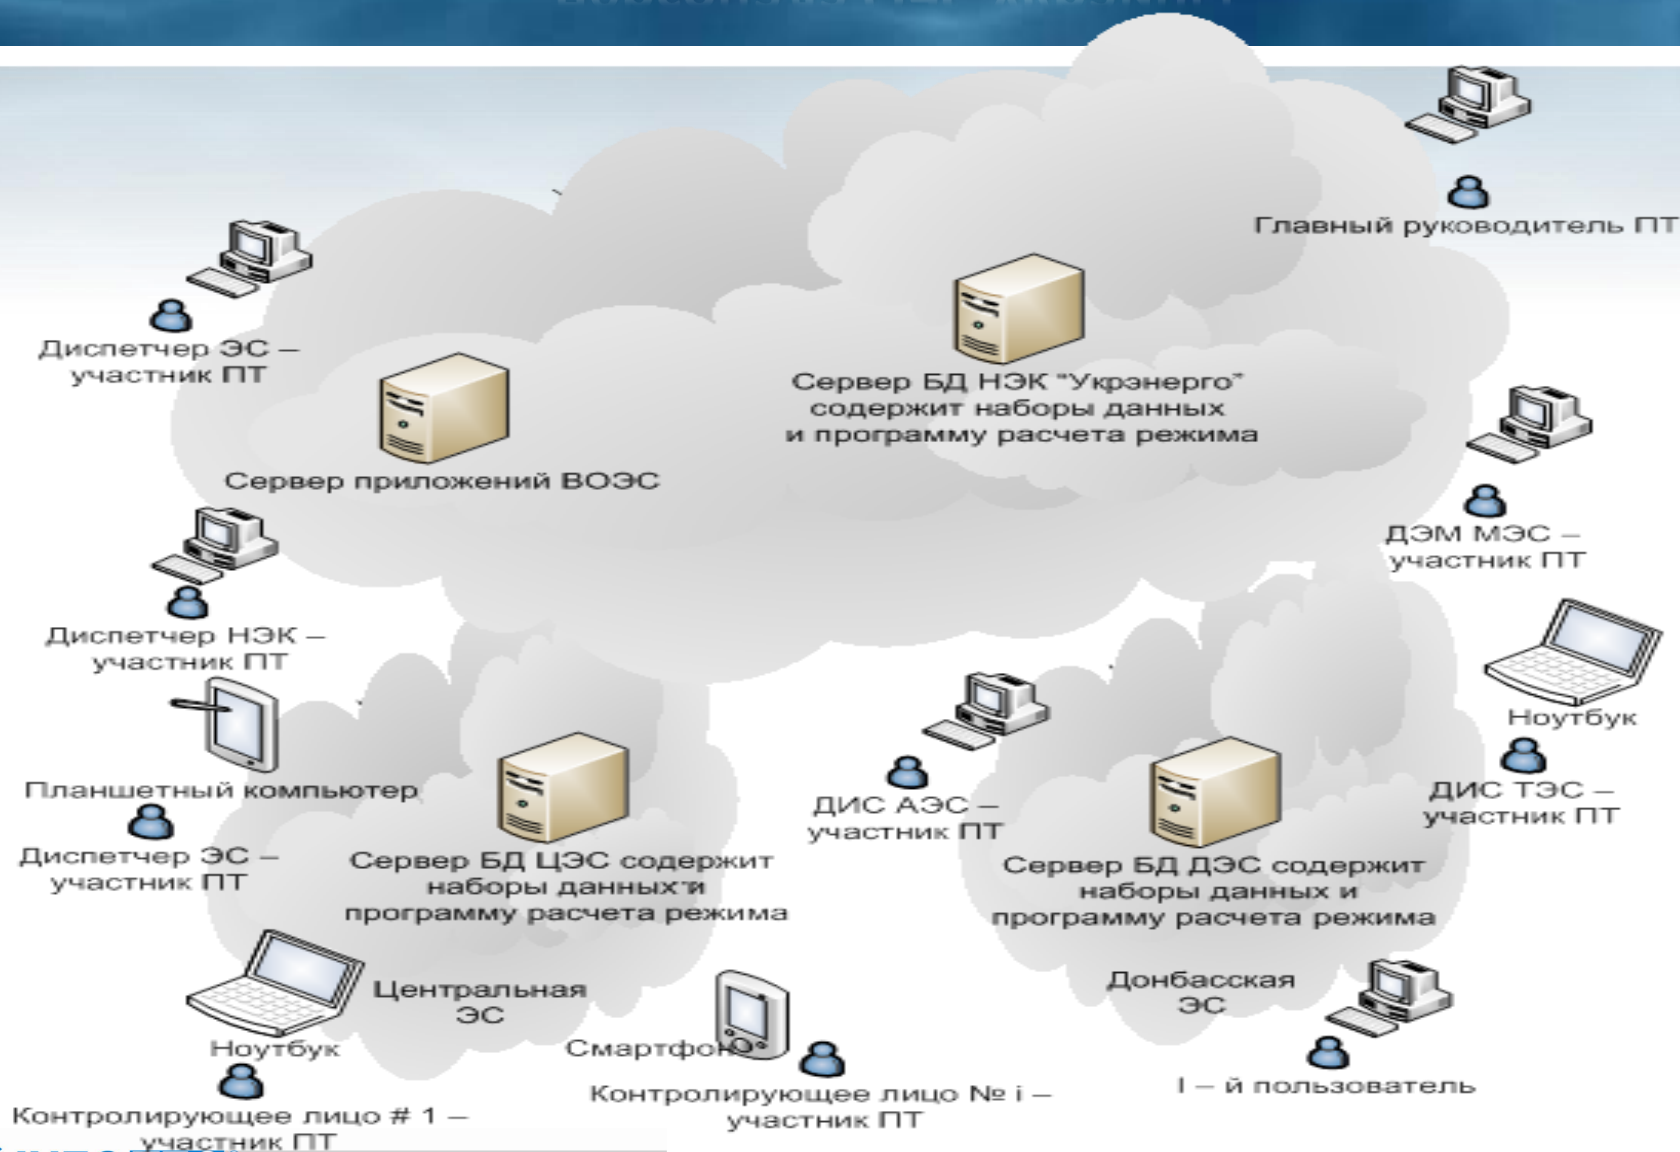 Главный руководитель ПТ
Диспетчер ЭС –
участник ПТ
Сервер БД НЭК "Укрэнерго"
содержит наборы данных
и программу расчета режима
Сервер приложений ВОЭС
ДЭМ МЭС –
участник ПТ
Диспетчер НЭК –
участник ПТ
Ноутбук
Планшетный компьютер
ДИС АЭС –
участник ПТ
ДИС ТЭС –
участник ПТ
Диспетчер ЭС –
участник ПТ
Сервер БД ЦЭС содержит
наборы данных и
программу расчета режима
Сервер БД ДЭС содержит
наборы данных и
программу расчета режима
Центральная
ЭС
Донбасская
ЭС
Ноутбук
Смартфон
Контролирующее лицо № i –
участник ПТ
I – й пользователь
Контролирующее лицо # 1 –
участник ПТ